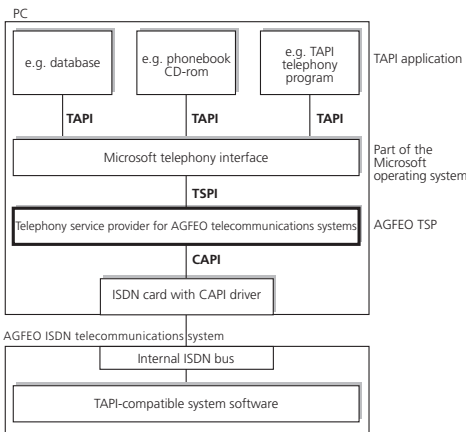 PC
e.g. database
e.g. phonebook
CD-rom
e.g. TAPI
telephony
program
TAPI application
TAPI
TAPI
TAPI
Microsoft telephony interface
Part of the
Microsoft
operating system
TSPI
Telephony service provider for AGFEO telecommunications systems
AGFEO TSP
CAPI
ISDN card with CAPI driver
AGFEO ISDN telecommunications system
Internal ISDN bus
TAPI-compatible system software